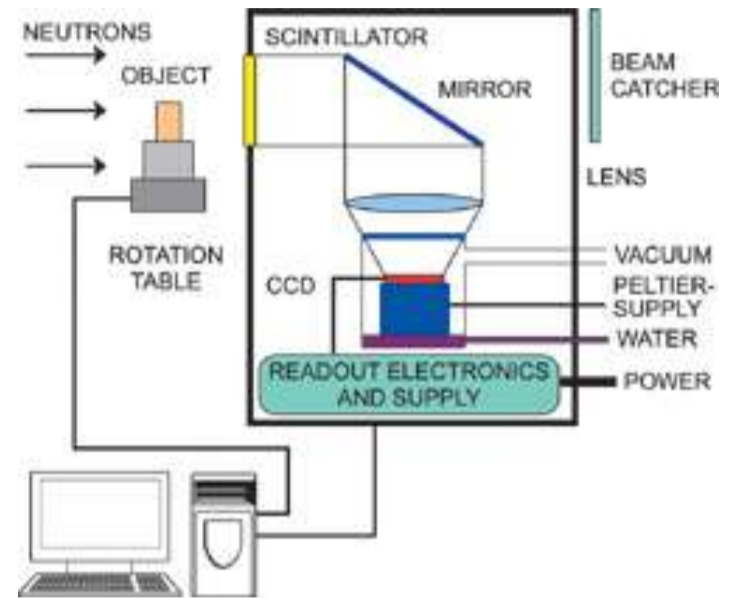 NEUTRONS
OBJECT
ROTATION
TABLE
SCINTILLATOR
MIRROR
BEAM
CATCHER
LENS
CCD
VACUUM
PELTIER-
SUPPLY
WATER
READOUT ELECTRONICS
AND SUPPLY
POWER